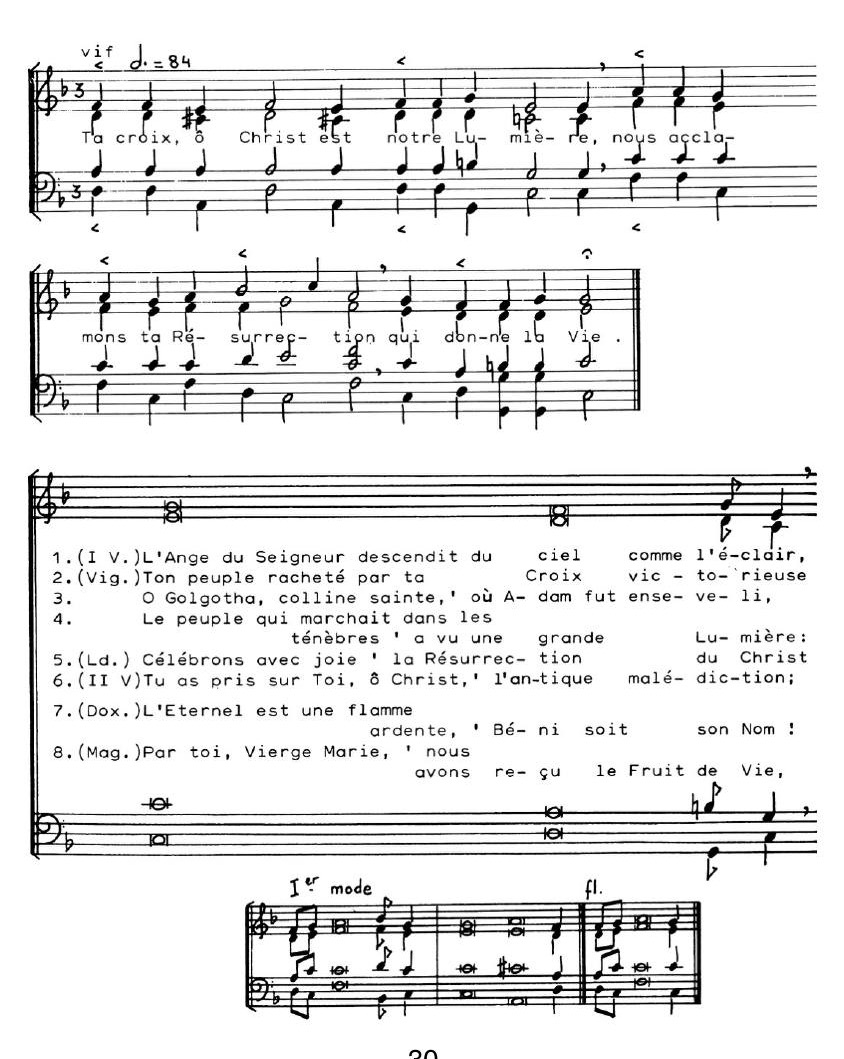 vif ♩. = 84
Ta croix, ô Christ est notre Lu- miè- re, nous accla-
mons ta Ré- surrec- tion qui don-ne la Vie .
1.(I V.)L'Ange du Seigneur descendit du ciel comme l'é-clair,
2.(Vig.)Ton peuple racheté par ta Croix vic - to- rieuse
3. O Golgotha, colline sainte,' où A- dam fut ense- ve- li,
4. Le peuple qui marchait dans les
ténèbres ' a vu une grande Lu- mière:
5.(Ld.) Célébrons avec joie ' la Résurrec- tion du Christ
6.(II V)Tu as pris sur Toi, ô Christ,' l'an-tique malé- dic-tion;
7.(Dox.)L'Eternel est une flamme
ardente, ' Bé- ni soit son Nom !
8.(Mag.)Par toi, Vierge Marie, ' nous
avons re- çu le Fruit de Vie,
Ier mode fl.